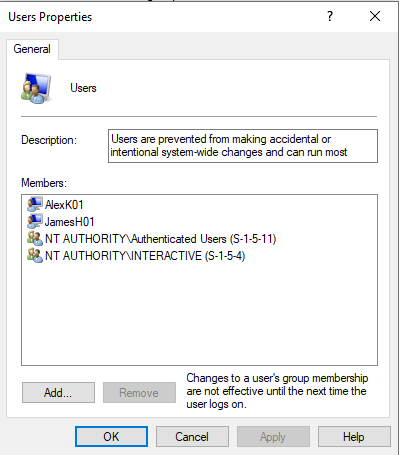 Users Properties
General
Users
Description:
Users are prevented from making accidental or
intentional system-wide changes and can run most
Members:
AlexK01
JamesH01
NT AUTHORITY\Authenticated Users (S-1-5-11)
NT AUTHORITY\INTERACTIVE (S-1-5-4)
Add...
Remove
Changes to a user's group membership
are not effective until the next time the
user logs on.
OK
Cancel
Apply
Help